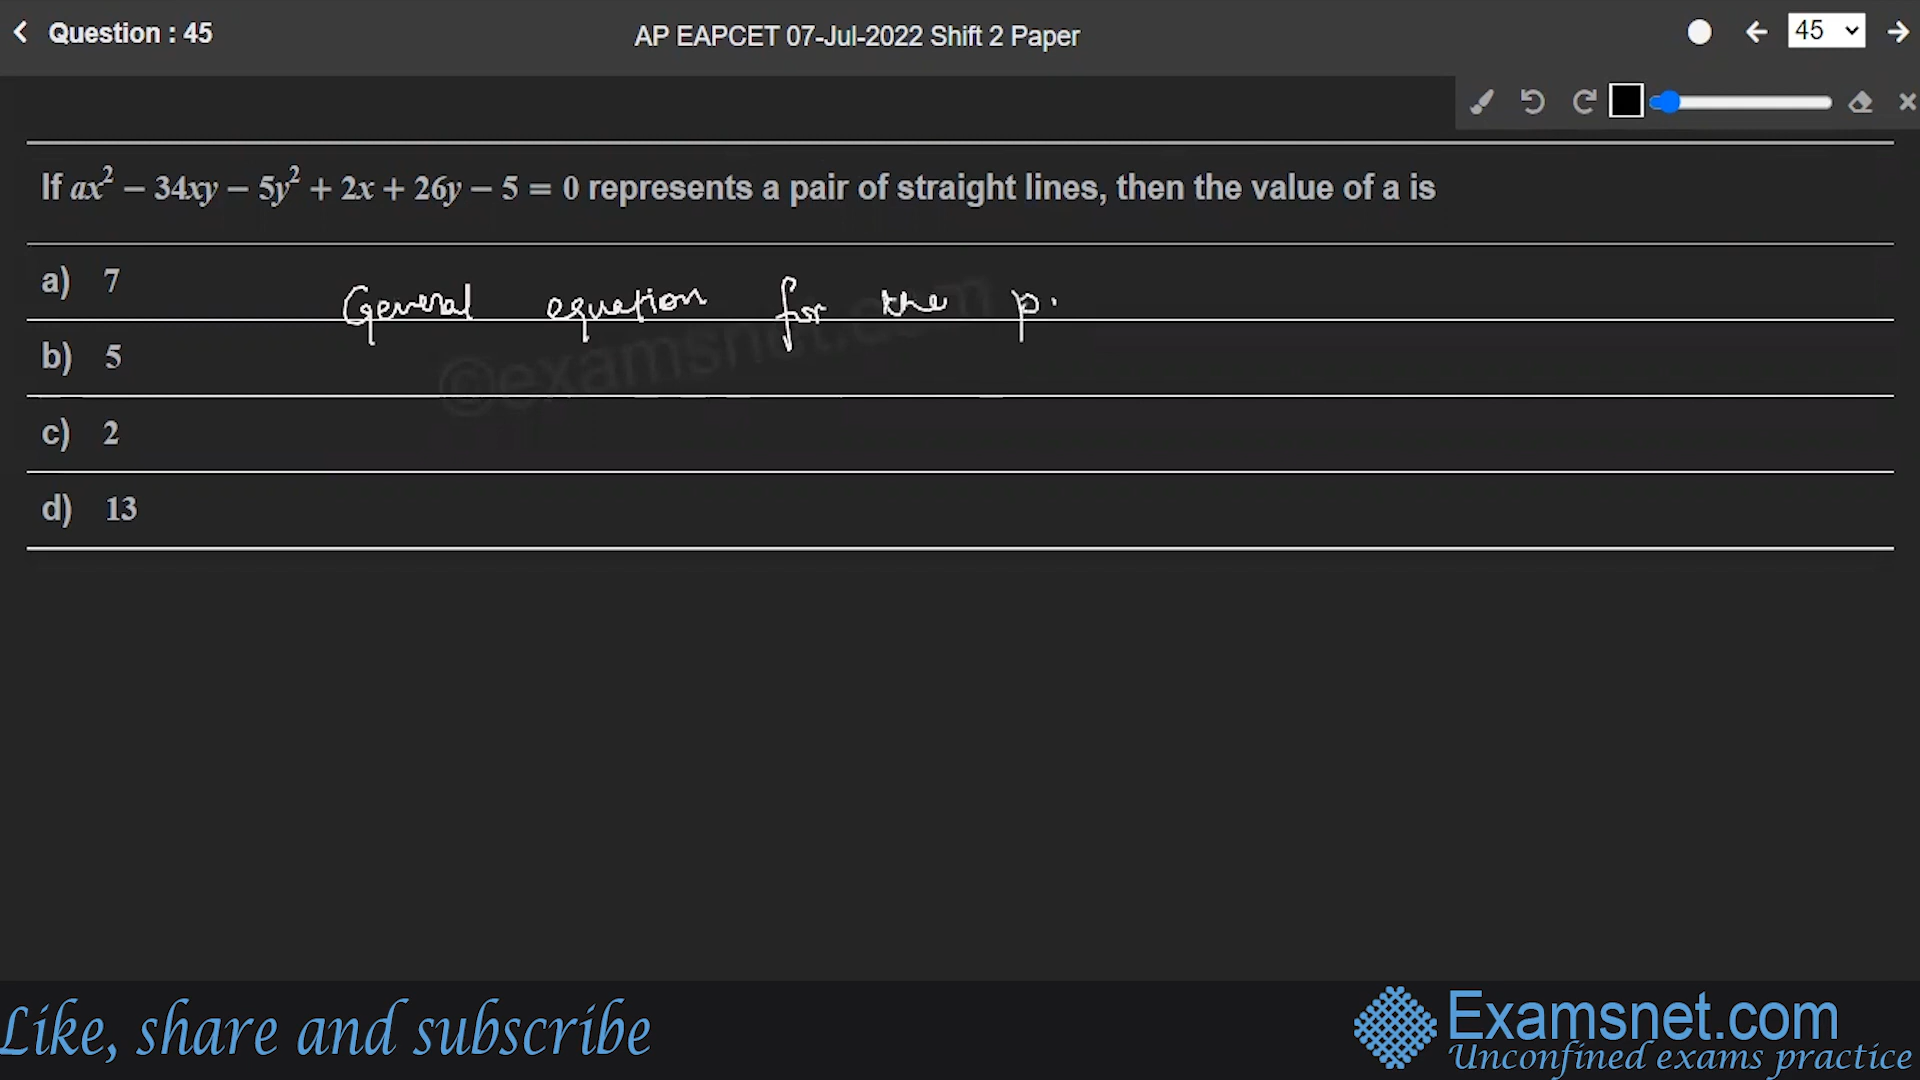 Question : 45
AP EAPCET 07-Jul-2022 Shift 2 Paper
45
If ax² − 34xy − 5y² + 2x + 26y − 5 = 0 represents a pair of straight lines, then the value of a is
a) 7
General equation for the p.
b) 5
©examsnet.com
c) 2
d) 13
Like, share and subscribe
Examsnet.com
Unconfined exams practice